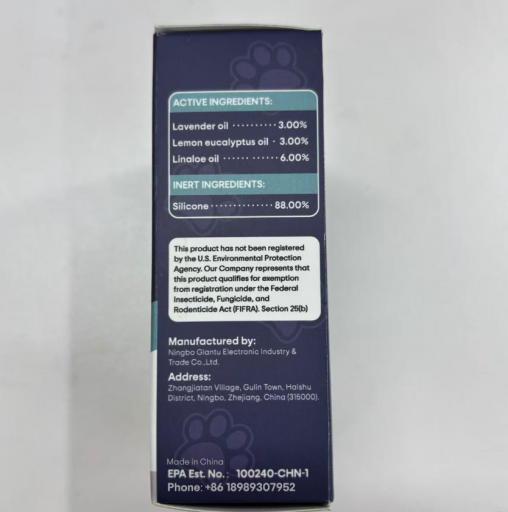 ACTIVE INGREDIENTS:
Lavender oil ·········· 3.00%
Lemon eucalyptus oil · 3.00%
Linaloe oil ······ ······ 6.00%
INERT INGREDIENTS:
Silicone ············· 88.00%
This product has not been registered
by the U.S. Environmental Protection
Agency. Our Company represents that
this product qualifies for exemption
from registration under the Federal
Insecticide, Fungicide, and
Rodenticide Act (FIFRA). Section 25(b)
Manufactured by:
Ningbo Giantu Electronic Industry &
Trade Co.,Ltd.
Address:
Zhangjiatan Village, Gulin Town, Haishu
District, Ningbo, Zhejiang, China (315000).
Made in China
EPA Est. No.: 100240-CHN-1
Phone: +86 18989307952